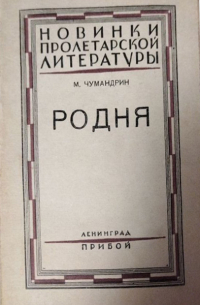 НОВИНКИ
ПРОЛЕТАРСКОЙ
ЛИТЕРАТУРЫ
М. ЧУМАНДРИН
РОДНЯ
ЛЕНИНГРАД
ПРИБОЙ